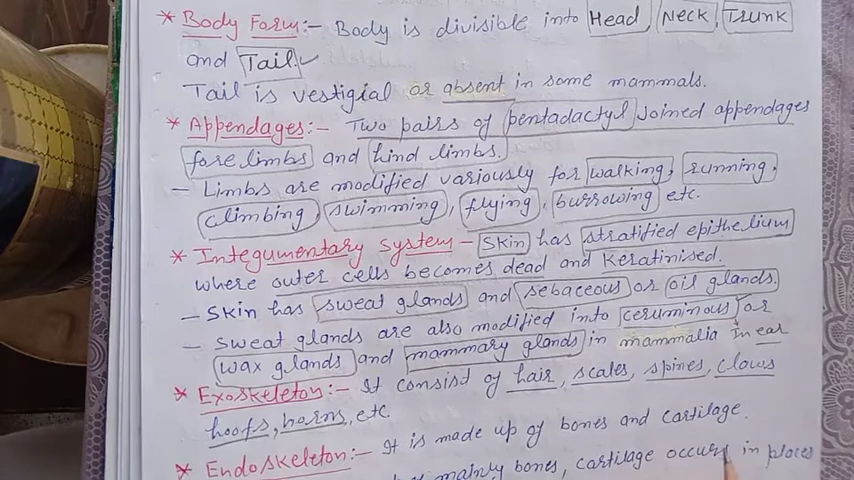 * Body Form:- Body is divisible into Head, Neck, Trunk
and Tail.
Tail is vestigial or absent in some mammals.
* Appendages:- Two pairs of pentadactyl joined appendages
forelimbs and hind limbs.
- Limbs are modified variously for walking, running,
climbing, swimming, flying, burrowing etc.
* Integumentary system - Skin has stratified epithelium
where outer cells becomes dead and keratinised.
- Skin has sweat glands and sebaceous or oil glands.
- Sweat glands are also modified into ceruminous or
wax glands and mammary glands in mammalia In ear
* Exoskeleton:- It consist of hair, scales, spines, claws
hoofs, horns, etc.
* Endoskeleton:- It is made up of bones and cartilage.
mainly bones, cartilage occurs in places